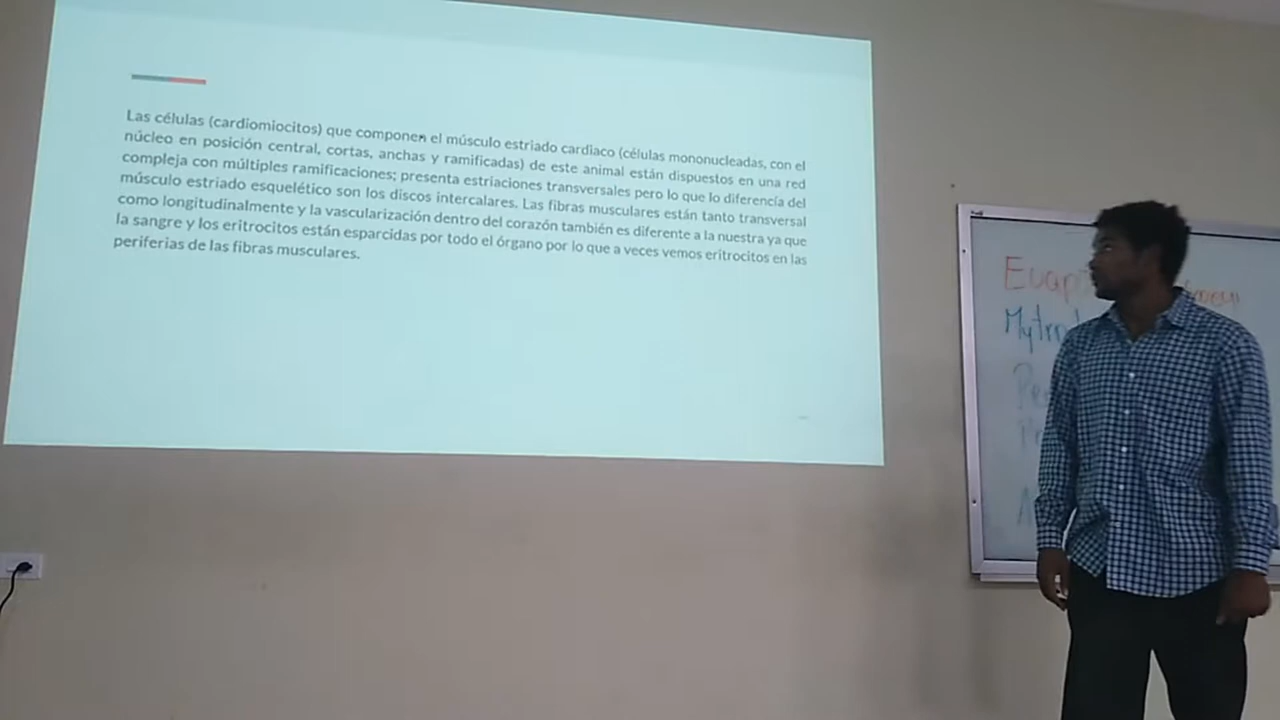 Las células (cardiomiocitos) que componen el músculo estriado cardiaco (células mononucleadas, con el
núcleo en posición central, cortas, anchas y ramificadas) de este animal están dispuestos en una red
compleja con múltiples ramificaciones; presenta estriaciones transversales pero lo que lo diferencía del
músculo estriado esquelético son los discos intercalares. Las fibras musculares están tanto transversal
como longitudinalmente y la vascularización dentro del corazón también es diferente a la nuestra ya que
la sangre y los eritrocitos están esparcidas por todo el órgano por lo que a veces vemos eritrocitos en las
periferias de las fibras musculares.